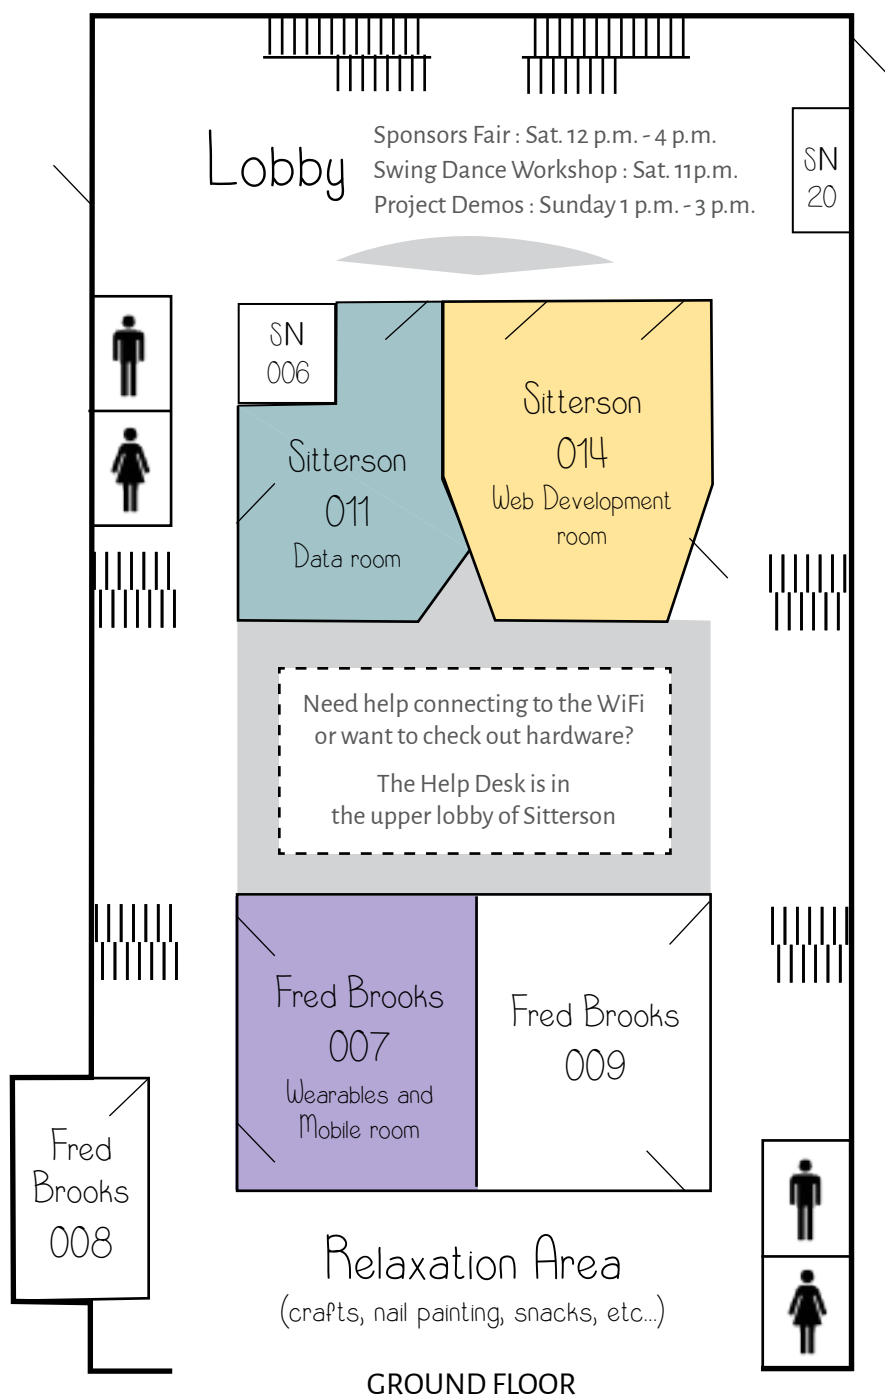 Lobby
Sponsors Fair : Sat. 12 p.m. - 4 p.m.
Swing Dance Workshop : Sat. 11p.m.
Project Demos : Sunday 1 p.m. - 3 p.m.
SN
20
SN
006
Sitterson
011
Data room
Sitterson
014
Web Development
room
Need help connecting to the WiFi
or want to check out hardware?
The Help Desk is in
the upper lobby of Sitterson
Fred Brooks
007
Wearables and
Mobile room
Fred Brooks
009
Fred
Brooks
008
Relaxation Area
(crafts, nail painting, snacks, etc...)
GROUND FLOOR